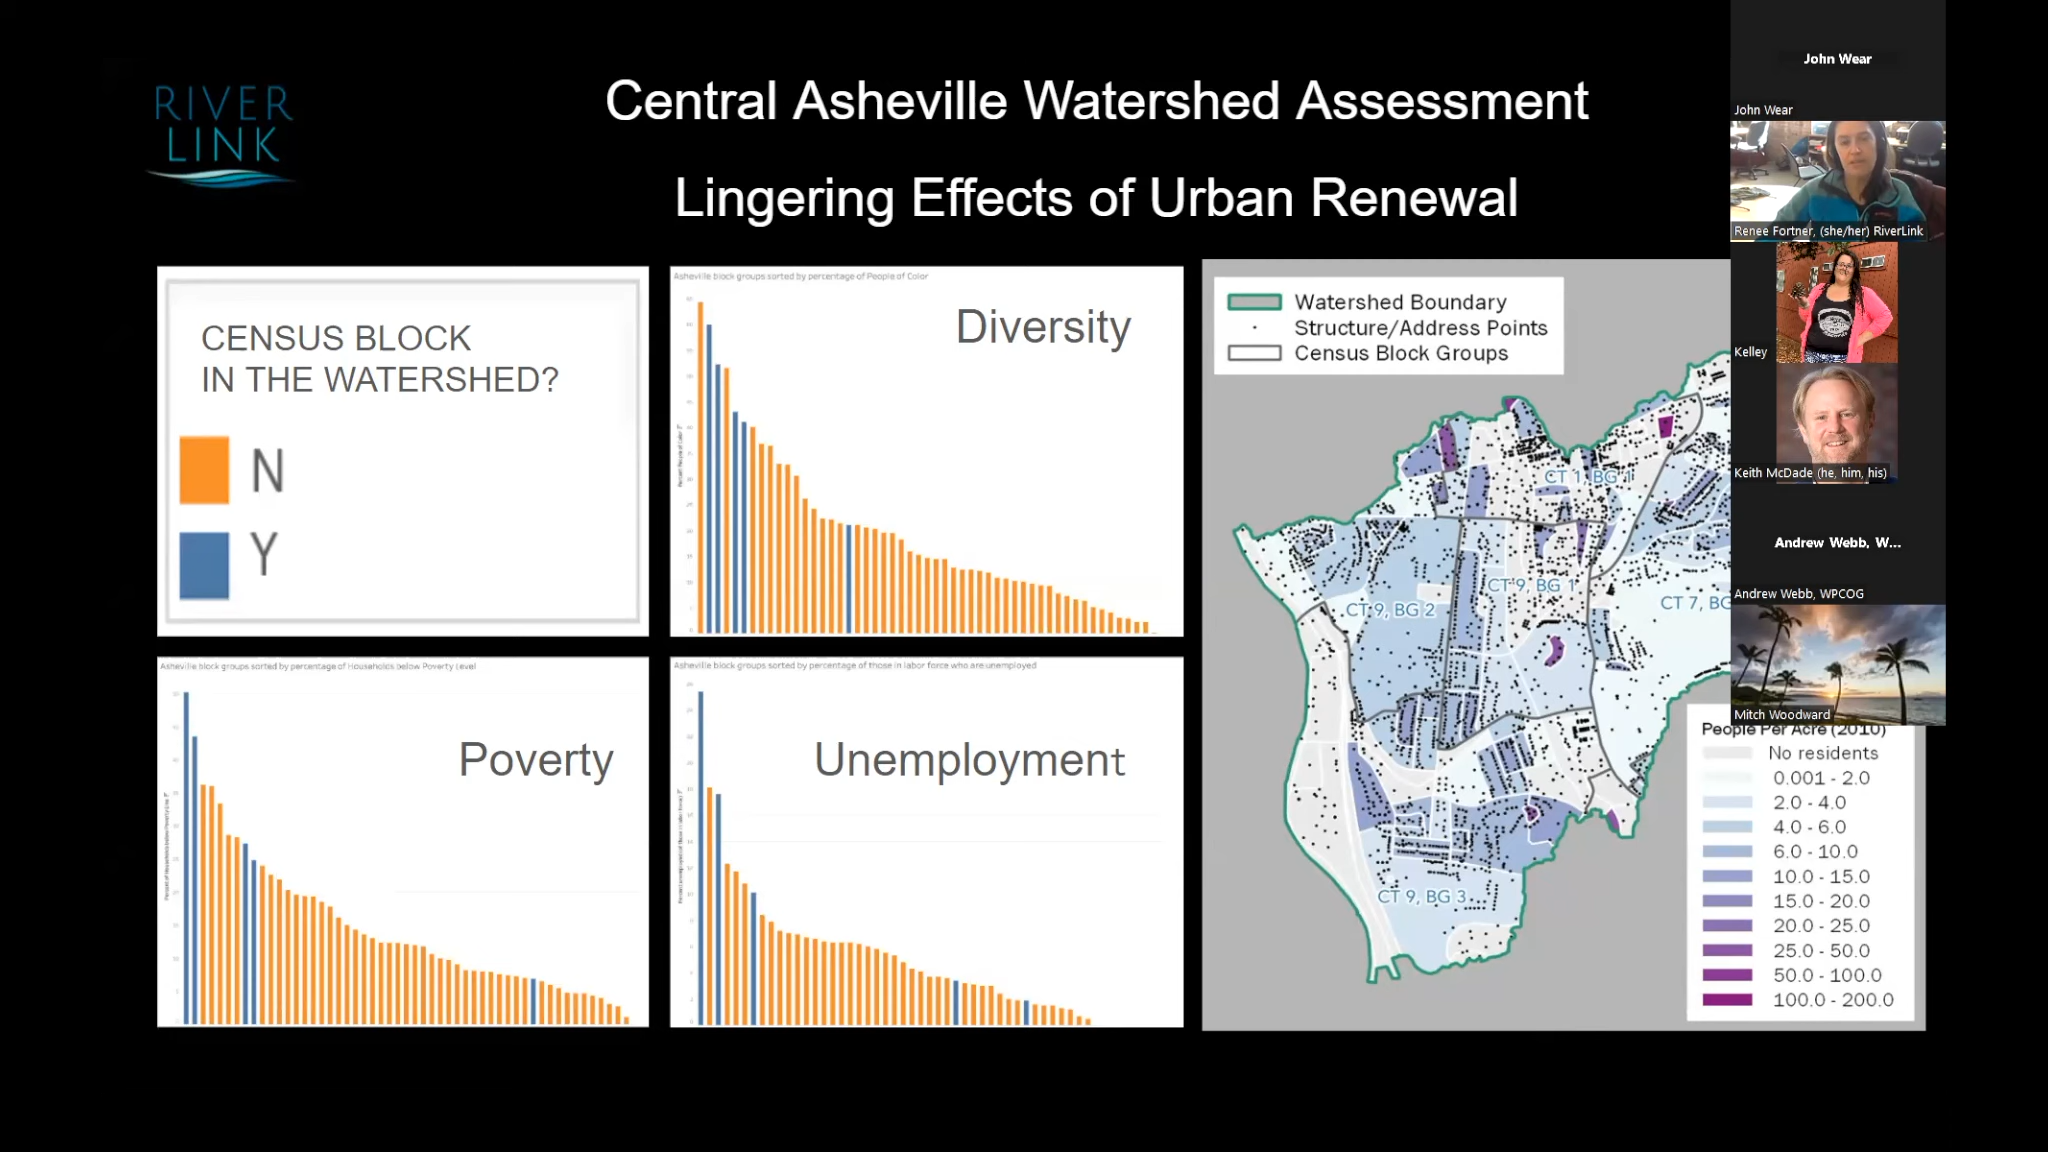 RIVER
LINK
Central Asheville Watershed Assessment
Lingering Effects of Urban Renewal
CENSUS BLOCK
IN THE WATERSHED?
N
Y
Asheville block groups sorted by percentage of People of Color
Diversity
Asheville block groups sorted by percentage of Households below Poverty Level
Poverty
Asheville block groups sorted by percentage of those in labor force who are unemployed
Unemployment
Watershed Boundary
Structure/Address Points
Census Block Groups
CT 1, BG 1
CT 9, BG 1
CT 9, BG 2
CT 7, BG
CT 9, BG 3
People Per Acre (2010)
No residents
0.001 - 2.0
2.0 - 4.0
4.0 - 6.0
6.0 - 10.0
10.0 - 15.0
15.0 - 20.0
20.0 - 25.0
25.0 - 50.0
50.0 - 100.0
100.0 - 200.0
John Wear
John Wear
Renee Fortner, (she/her) RiverLink
Kelley
Keith McDade (he, him, his)
Andrew Webb, W...
Andrew Webb, WPCOG
Mitch Woodward